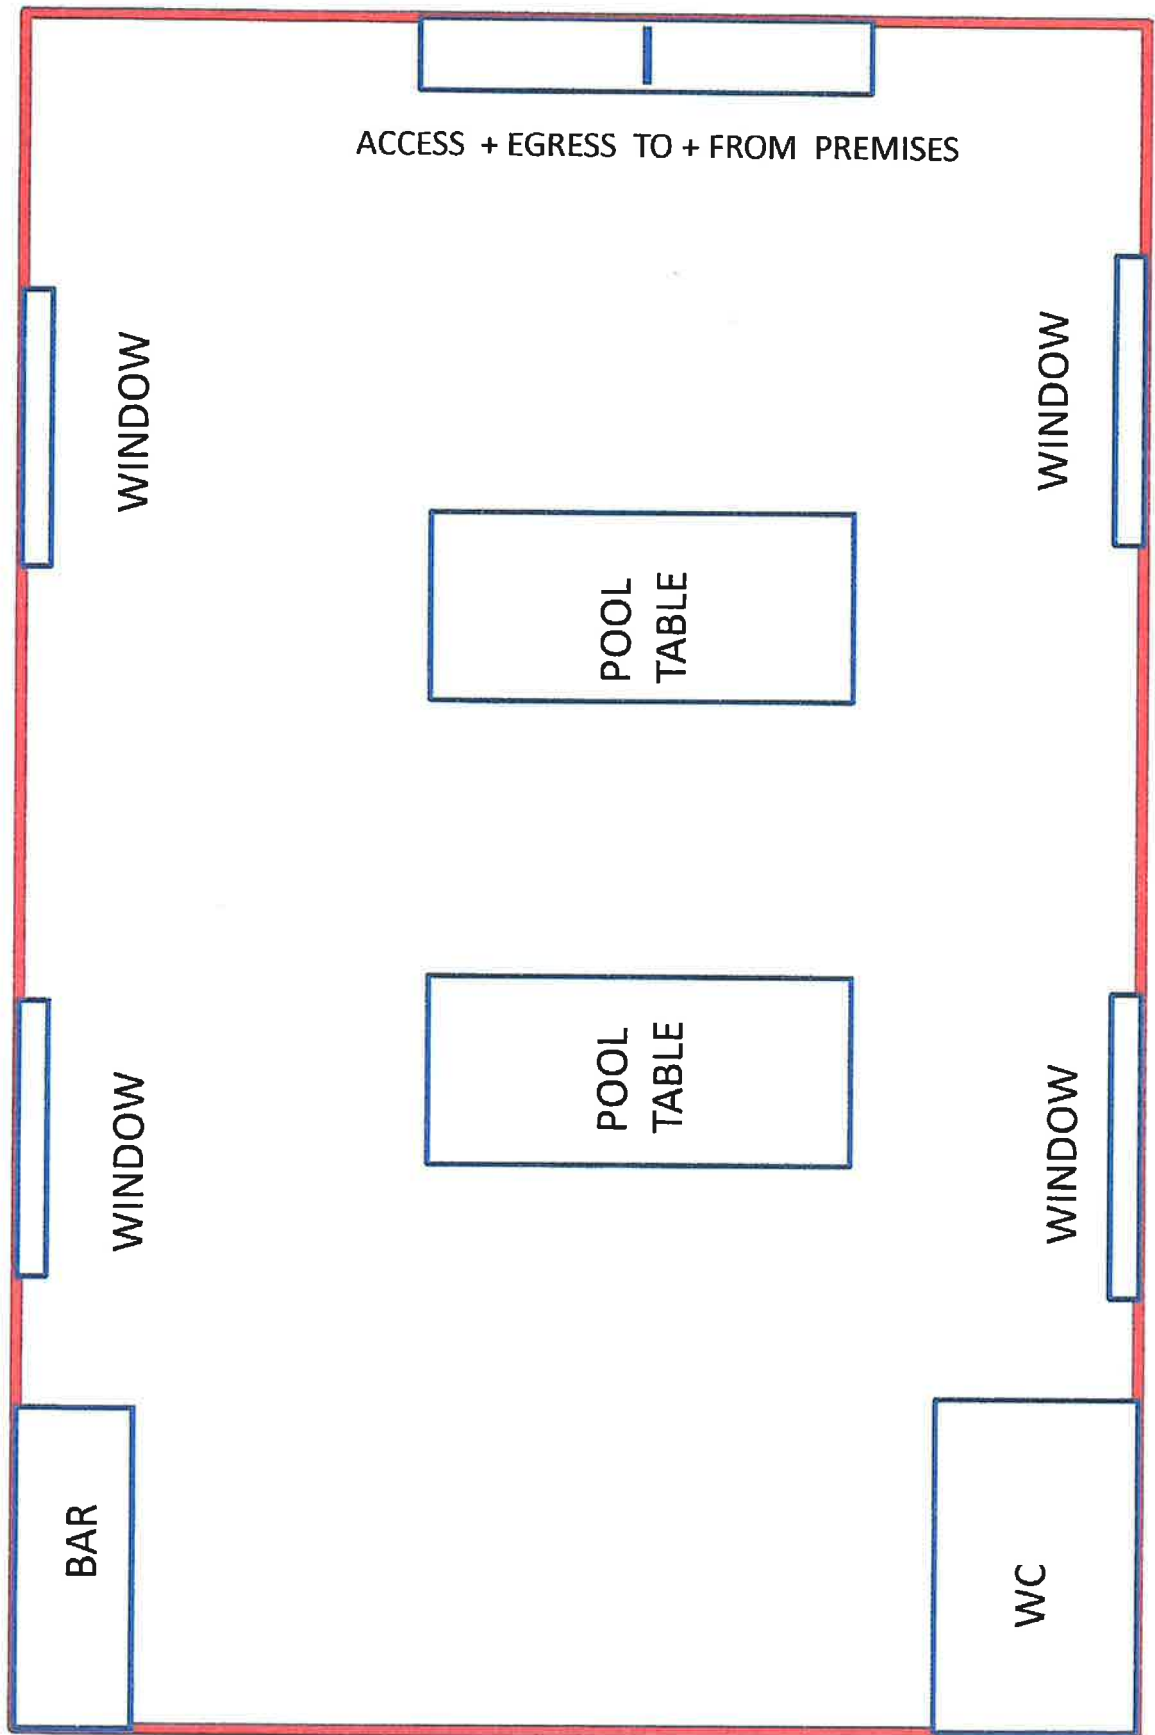 ACCESS + EGRESS TO + FROM PREMISES
WINDOW
WINDOW
POOL
TABLE
POOL
TABLE
WINDOW
WINDOW
BAR
WC